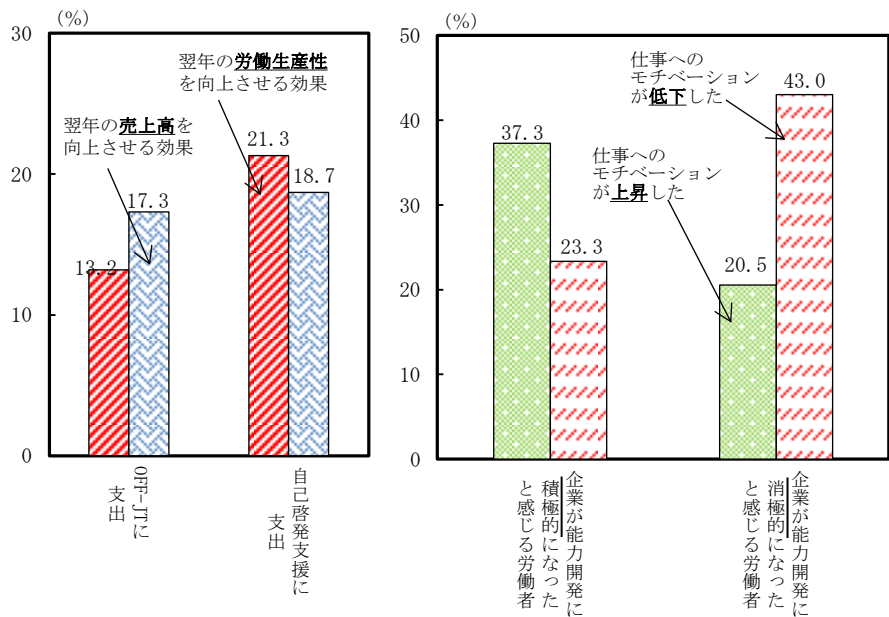 (%)
30
20
10
0
翌年の労働生産性
を向上させる効果
翌年の売上高を
向上させる効果
13.2
17.3
21.3
18.7
OFF-JTに
支出
自己啓発支援に
支出
(%)
50
40
30
20
10
0
仕事への
モチベーション
が低下した
仕事への
モチベーション
が上昇した
37.3
23.3
20.5
43.0
企業が能力開発に
積極的になった
と感じる労働者
企業が能力開発に
消極的になった
と感じる労働者